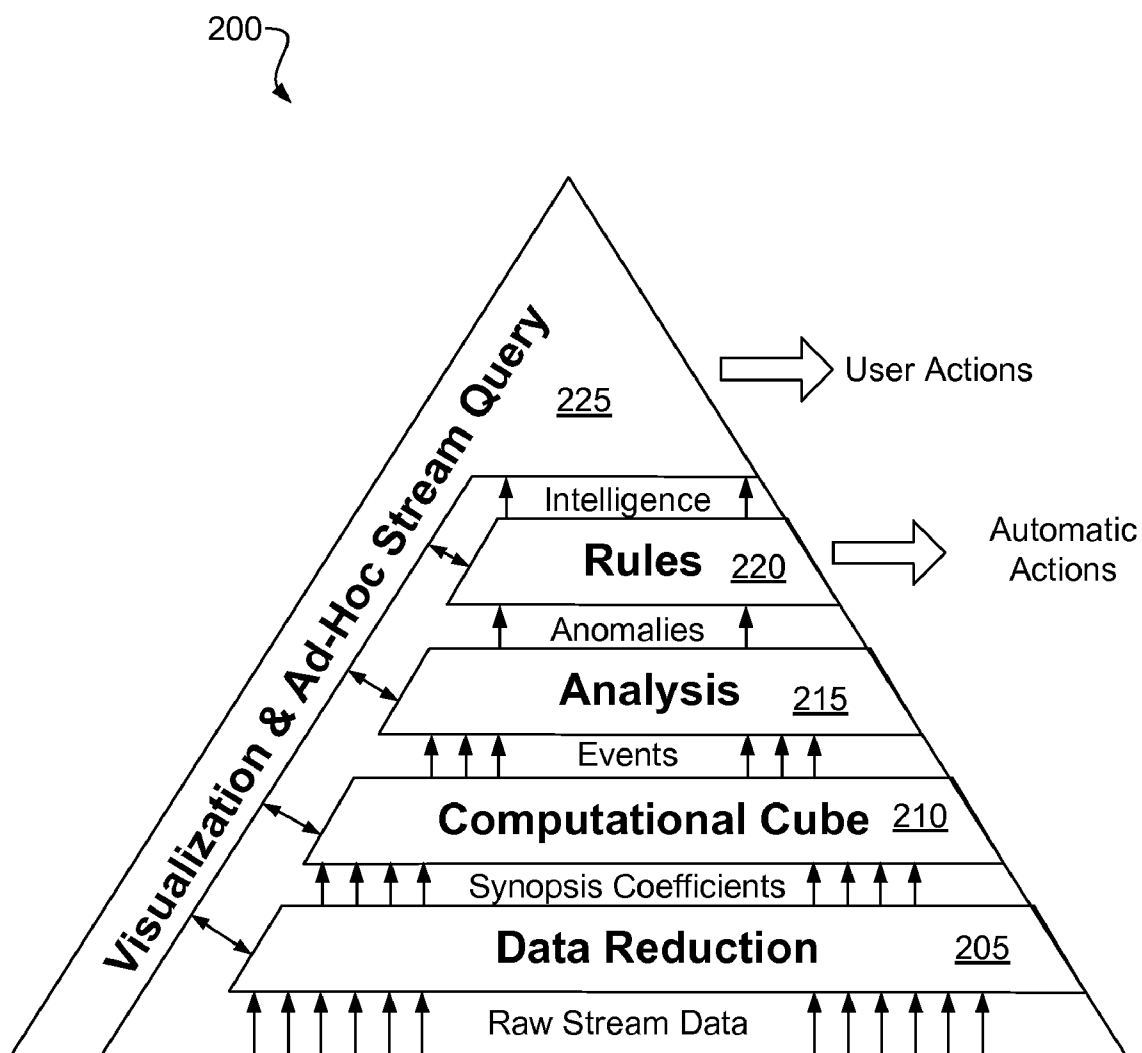 200
Visualization & Ad-Hoc Stream Query
225
User Actions
Intelligence
Rules 220
Automatic
Actions
Anomalies
Analysis 215
Events
Computational Cube 210
Synopsis Coefficients
Data Reduction 205
Raw Stream Data